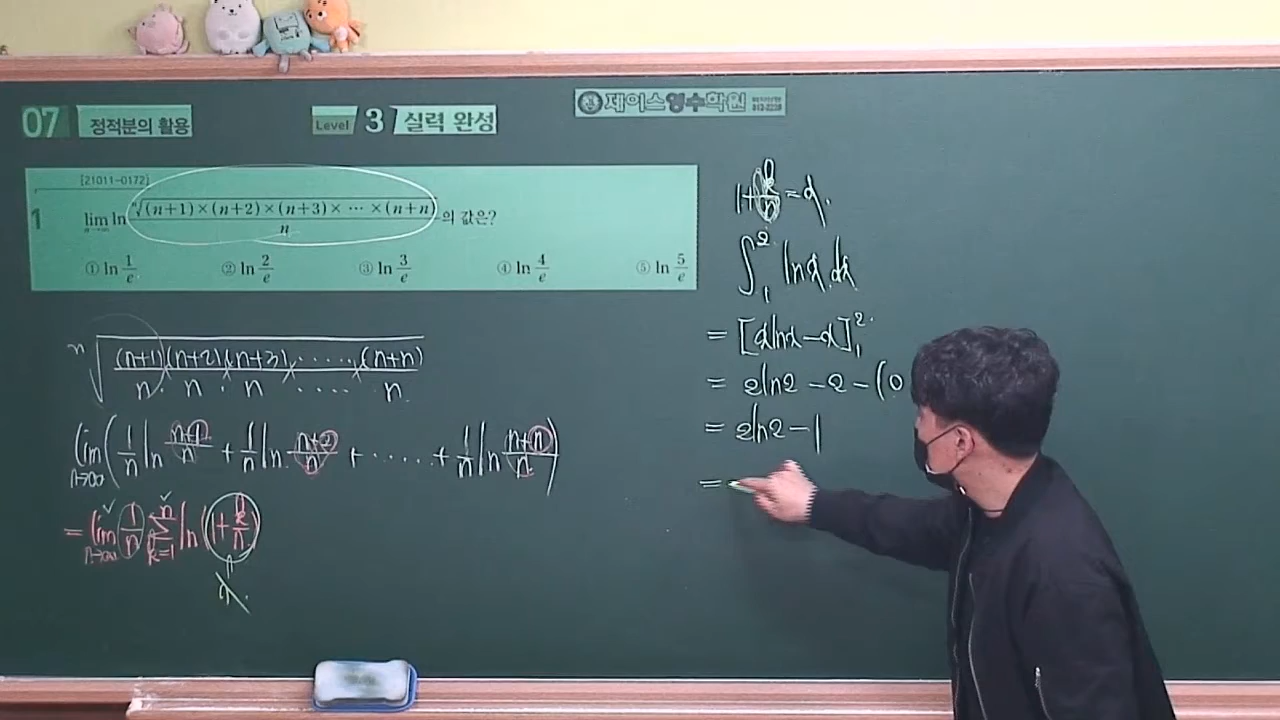 07 정적분의 활용 Level 3 실력 완성
제이스영수학원
[21011-0172]
1 lim n→∞ ln ⁿ√((n+1)×(n+2)×(n+3)×⋯×(n+n))/n 의 값은?
① ln 1/e ② ln 2/e ③ ln 3/e ④ ln 4/e ⑤ ln 5/e
ⁿ√((n+1)(n+2)(n+3)⋯⋯(n+n) / n × n × n × ⋯⋯ × n)
lim n→∞ (1/n ln (n+1)/n + 1/n ln (n+2)/n + ⋯⋯ + 1/n ln (n+n)/n)
= lim n→∞ 1/n Σ k=1 n ln(1+k/n)
x
1+k/n = x.
∫₁² ln x dx
= [x ln x − x]₁²
= 2ln2 − 2 − (0
= 2ln2 − 1
=